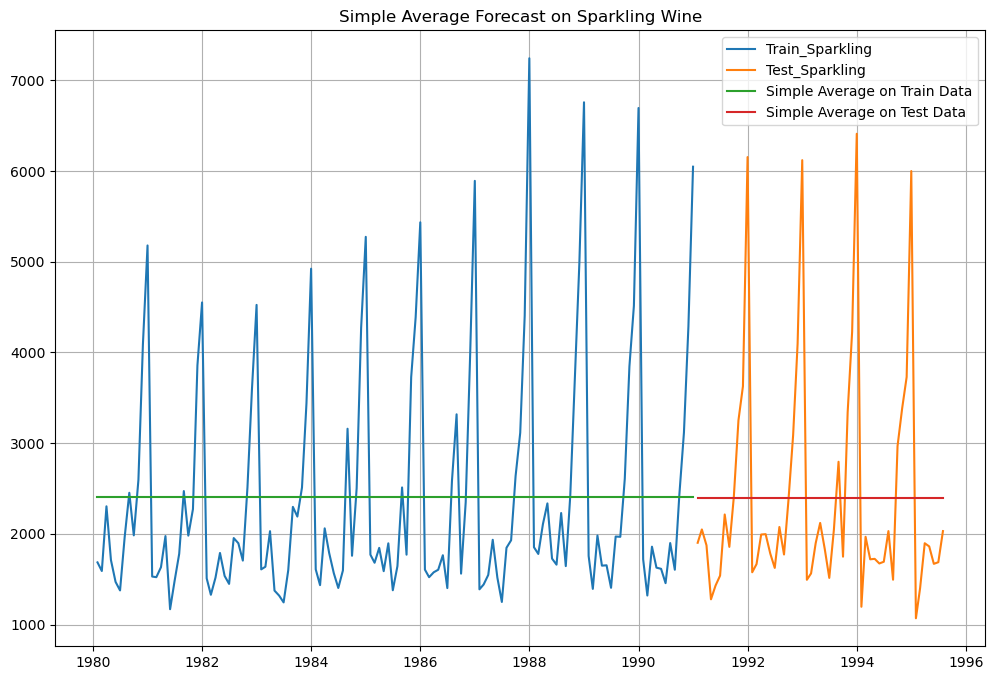 Simple Average Forecast on Sparkling Wine
Train_Sparkling
Test_Sparkling
Simple Average on Train Data
Simple Average on Test Data
7000
6000
5000
4000
3000
2000
1000
1980 1982 1984 1986 1988 1990 1992 1994 1996